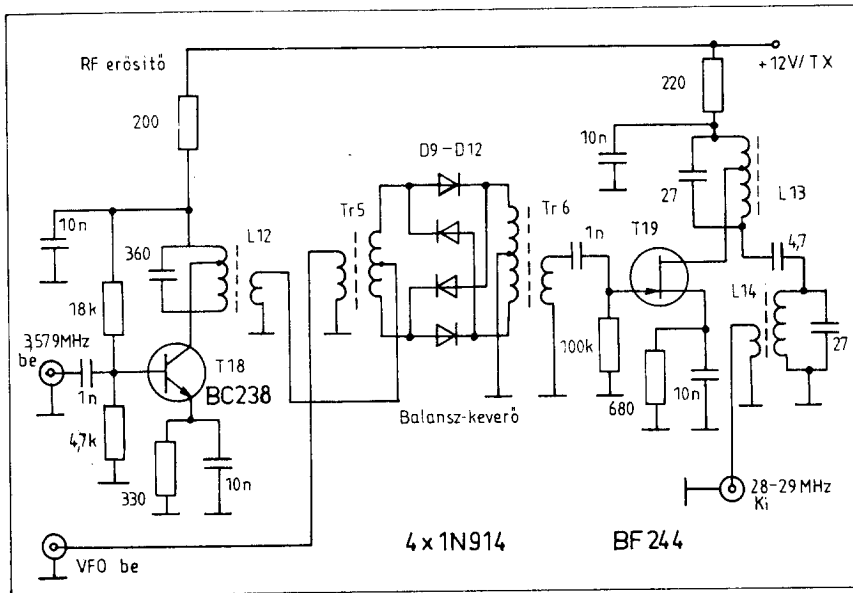 RF erősítő
+12V/TX
200
220
10n
D9-D12
10n
27
L13
Tr5
Tr6
L12
1n
T19
360
4,7
18k
L14
3,579MHz
be
1n
T18
BC238
100k
27
4,7k
680
10n
Balansz-keverő
330
10n
28-29MHz
Ki
4x1N914
BF244
VFO be